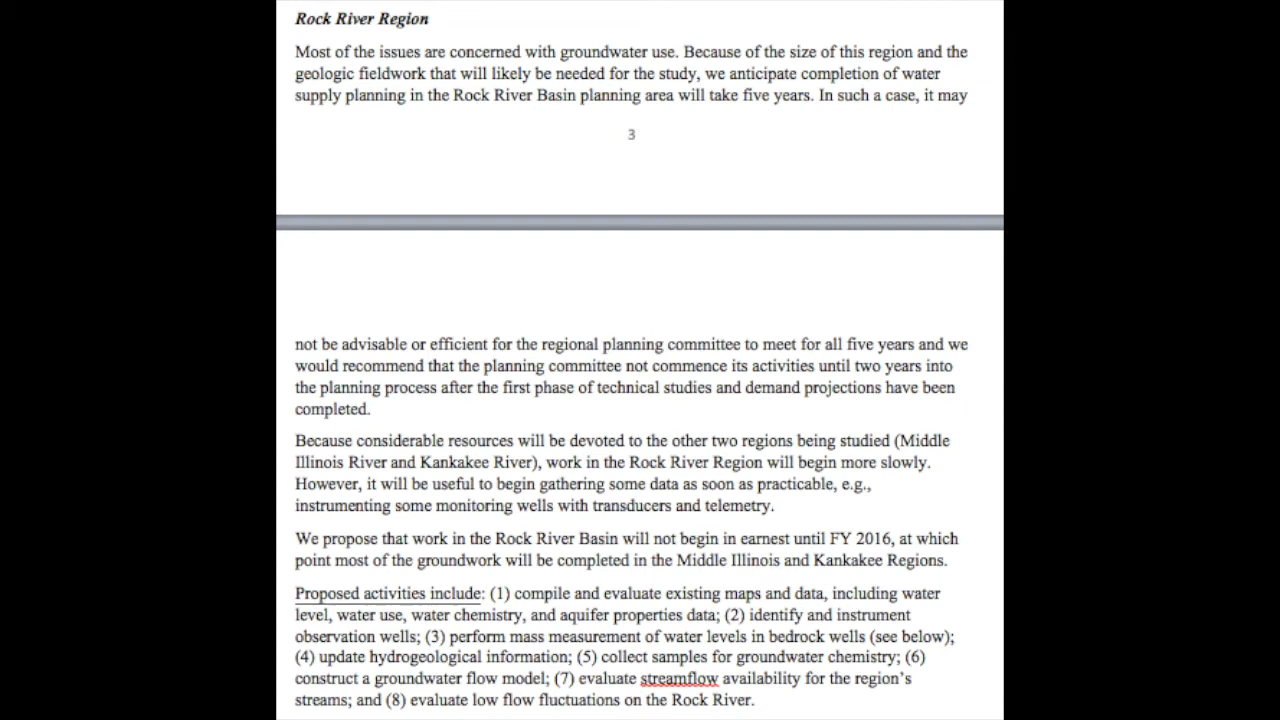 Rock River Region
Most of the issues are concerned with groundwater use. Because of the size of this region and the
geologic fieldwork that will likely be needed for the study, we anticipate completion of water
supply planning in the Rock River Basin planning area will take five years. In such a case, it may
3
not be advisable or efficient for the regional planning committee to meet for all five years and we
would recommend that the planning committee not commence its activities until two years into
the planning process after the first phase of technical studies and demand projections have been
completed.
Because considerable resources will be devoted to the other two regions being studied (Middle
Illinois River and Kankakee River), work in the Rock River Region will begin more slowly.
However, it will be useful to begin gathering some data as soon as practicable, e.g.,
instrumenting some monitoring wells with transducers and telemetry.
We propose that work in the Rock River Basin will not begin in earnest until FY 2016, at which
point most of the groundwork will be completed in the Middle Illinois and Kankakee Regions.
Proposed activities include: (1) compile and evaluate existing maps and data, including water
level, water use, water chemistry, and aquifer properties data; (2) identify and instrument
observation wells; (3) perform mass measurement of water levels in bedrock wells (see below);
(4) update hydrogeological information; (5) collect samples for groundwater chemistry; (6)
construct a groundwater flow model; (7) evaluate streamflow availability for the region's
streams; and (8) evaluate low flow fluctuations on the Rock River.